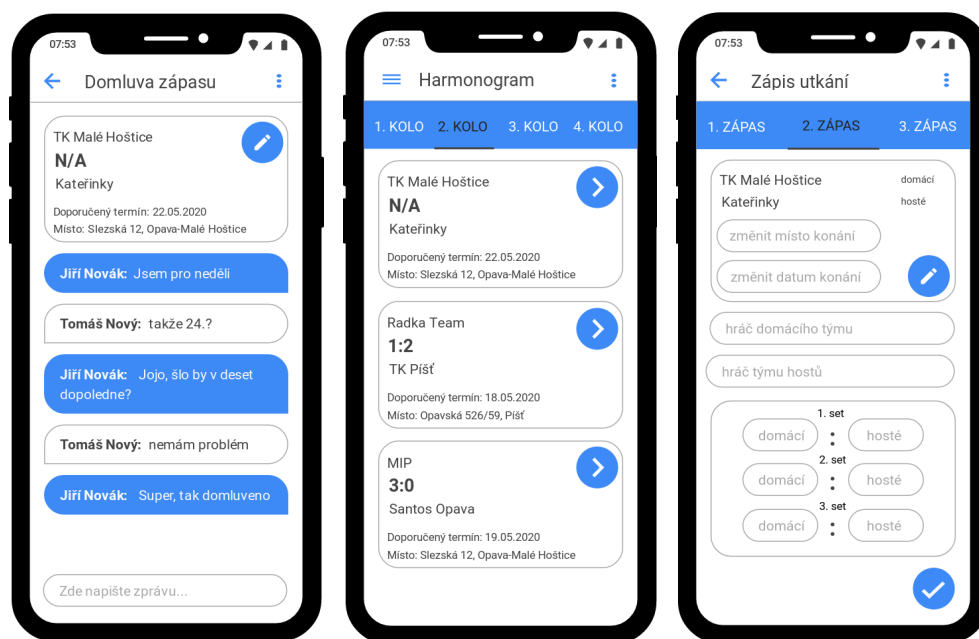 07:53
Domluva zápasu
TK Malé Hoštice
N/A
Kateřinky
Doporučený termín: 22.05.2020
Místo: Slezská 12, Opava-Malé Hoštice
Jiří Novák: Jsem pro neděli
Tomáš Nový: takže 24.?
Jiří Novák: Jojo, šlo by v deset
dopoledne?
Tomáš Nový: nemám problém
Jiří Novák: Super, tak domluveno
Zde napište zprávu...
07:53
Harmonogram
1. KOLO 2. KOLO 3. KOLO 4. KOLO
TK Malé Hoštice
N/A
Kateřinky
Doporučený termín: 22.05.2020
Místo: Slezská 12, Opava-Malé Hoštice
Radka Team
1:2
TK Píšť
Doporučený termín: 18.05.2020
Místo: Opavská 526/59, Píšť
MIP
3:0
Santos Opava
Doporučený termín: 19.05.2020
Místo: Slezská 12, Opava-Malé Hoštice
07:53
Zápis utkání
1. ZÁPAS 2. ZÁPAS 3. ZÁPAS
TK Malé Hoštice domácí
Kateřinky hosté
změnit místo konání
změnit datum konání
hráč domácího týmu
hráč týmu hostů
1. set
domácí : hosté
2. set
domácí : hosté
3. set
domácí : hosté